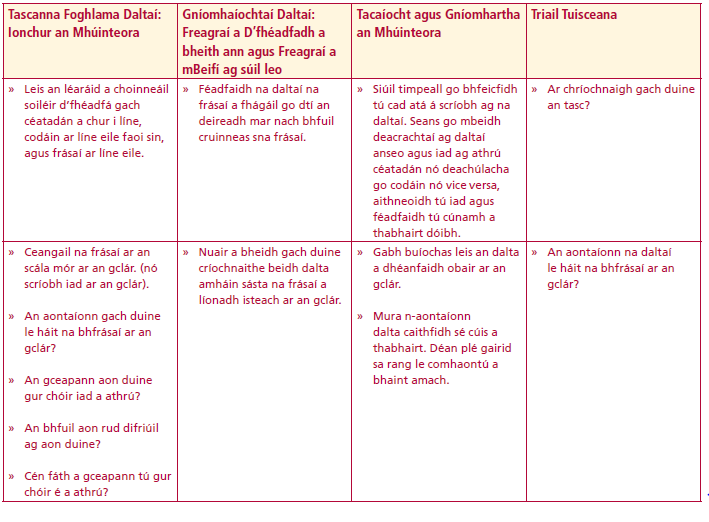 Tascanna Foghlama Daltaí:
Ionchur an Mhúinteora
Gníomhaíochtaí Daltaí:
Freagraí a D'fhéadfadh a
bheith ann agus Freagraí a
mBeifí ag súil leo
Tacaíocht agus Gníomhartha
an Mhúinteora
Triail Tuisceana
» Leis an léaráid a choinneáil
soiléir d'fhéadfá gach
céatadán a chur i líne,
codáin ar líne eile faoi sin,
agus frásaí ar líne eile.
» Féadfaidh na daltaí na
frásaí a fhágáil go dtí an
deireadh mar nach bhfuil
cruinneas sna frásaí.
» Siúil timpeall go bhfeicfidh
tú cad atá á scríobh ag na
daltaí. Seans go mbeidh
deacrachtaí ag daltaí
anseo agus iad ag athrú
céatadán nó deachúlacha
go codáin nó vice versa,
aithneoidh tú iad agus
féadfaidh tú cúnamh a
thabhairt dóibh.
» Ar chríochnaigh gach duine
an tasc?
» Ceangail na frásaí ar an
scála mór ar an gclár. (nó
scríobh iad ar an gclár).
» An aontaíonn gach duine
le háit na bhfrásaí ar an
gclár?
» An gceapann aon duine
gur chóir iad a athrú?
» An bhfuil aon rud difriúil
ag aon duine?
» Cén fáth a gceapann tú gur
chóir é a athrú?
» Nuair a bheidh gach duine
críochnaithe beidh dalta
amháin sásta na frásaí a
líonadh isteach ar an gclár.
» Gabh buíochas leis an dalta
a dhéanfaidh obair ar an
gclár.
» Mura n-aontaíonn
dalta caithfidh sé cúis a
thabhairt. Déan plé gairid
sa rang le comhaontú a
bhaint amach.
» An aontaíonn na daltaí
le háit na bhfrásaí ar an
gclár?